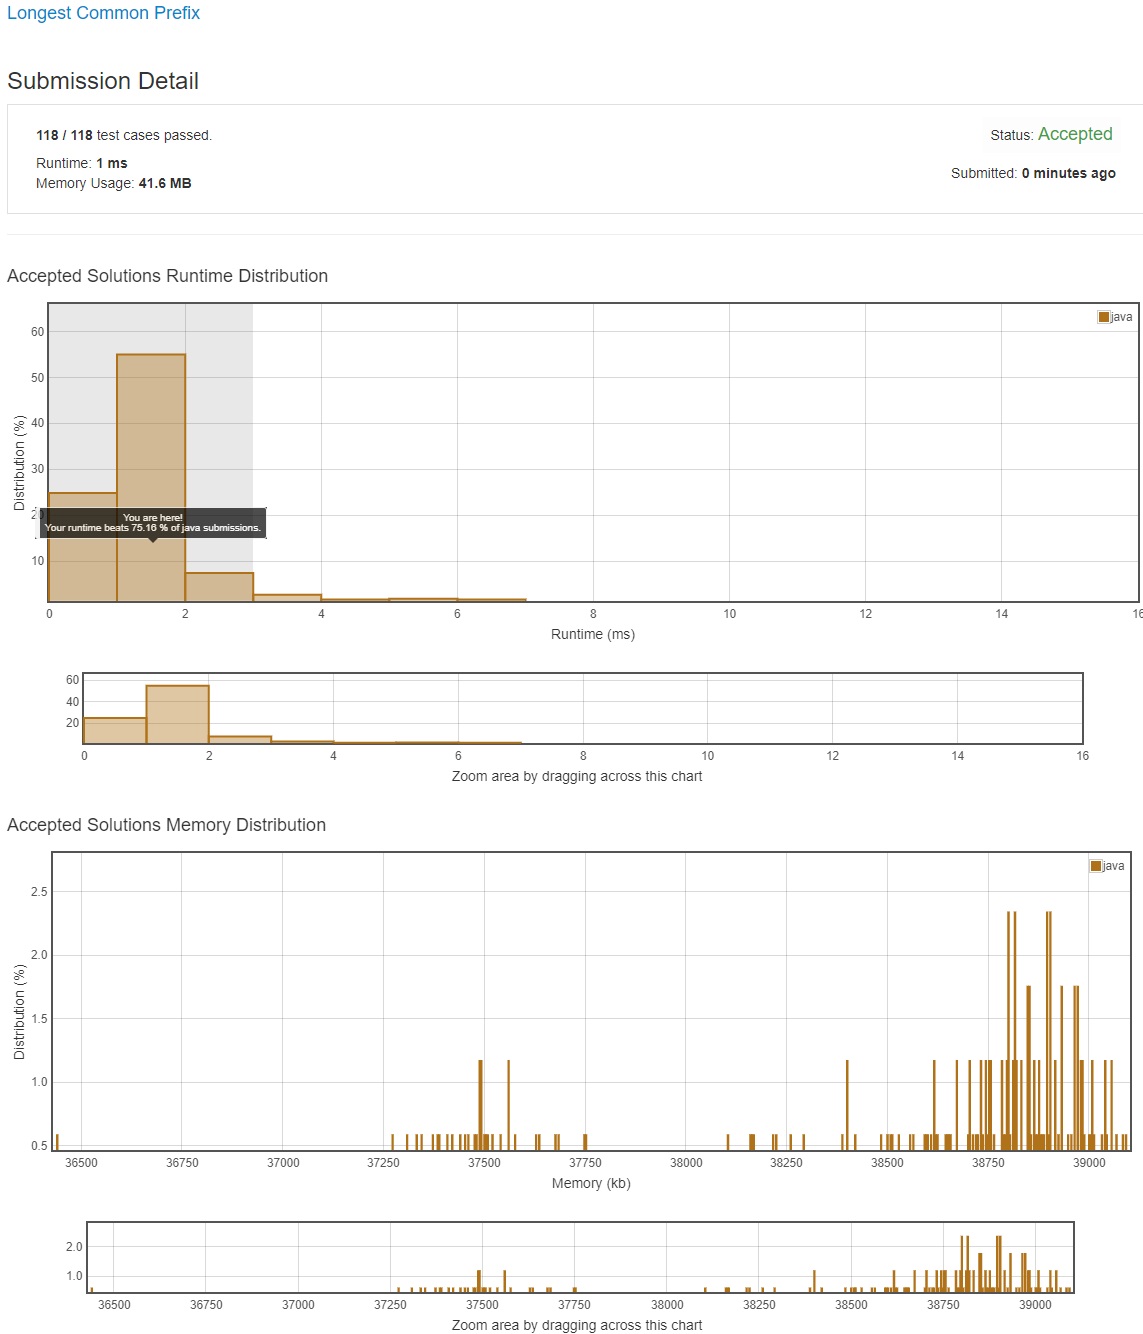 Longest Common Prefix
Submission Detail
118 / 118 test cases passed.
Status: Accepted
Runtime: 1 ms
Memory Usage: 41.6 MB
Submitted: 0 minutes ago
Accepted Solutions Runtime Distribution
java
60
50
40
30
20
10
Distribution (%)
You are here!
Your runtime beats 75.16 % of java submissions.
0 2 4 6 8 10 12 14 16
Runtime (ms)
60
40
20
0 2 4 6 8 10 12 14 16
Zoom area by dragging across this chart
Accepted Solutions Memory Distribution
java
2.5
2.0
1.5
1.0
0.5
Distribution (%)
36500 36750 37000 37250 37500 37750 38000 38250 38500 38750 39000
Memory (kb)
2.0
1.0
36500 36750 37000 37250 37500 37750 38000 38250 38500 38750 39000
Zoom area by dragging across this chart